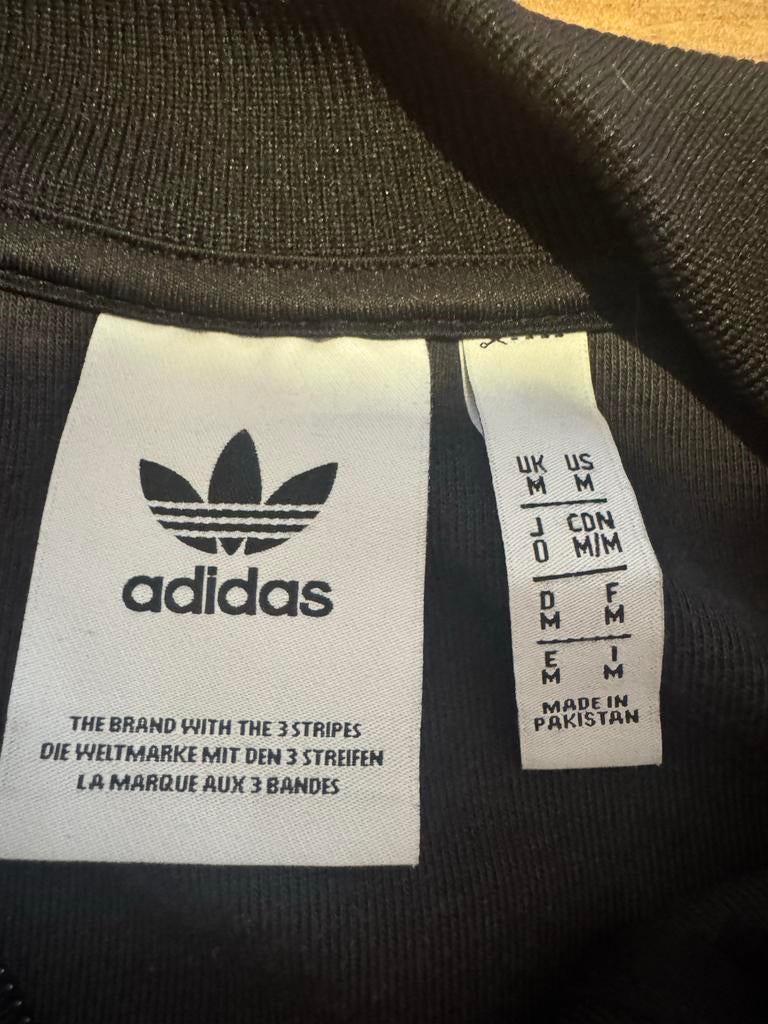 adidas
THE BRAND WITH THE 3 STRIPES
DIE WELTMARKE MIT DEN 3 STREIFEN
LA MARQUE AUX 3 BANDES
UK US
M M
J CDN
O M/M
D F
M M
E I
M M
MADE IN
PAKISTAN